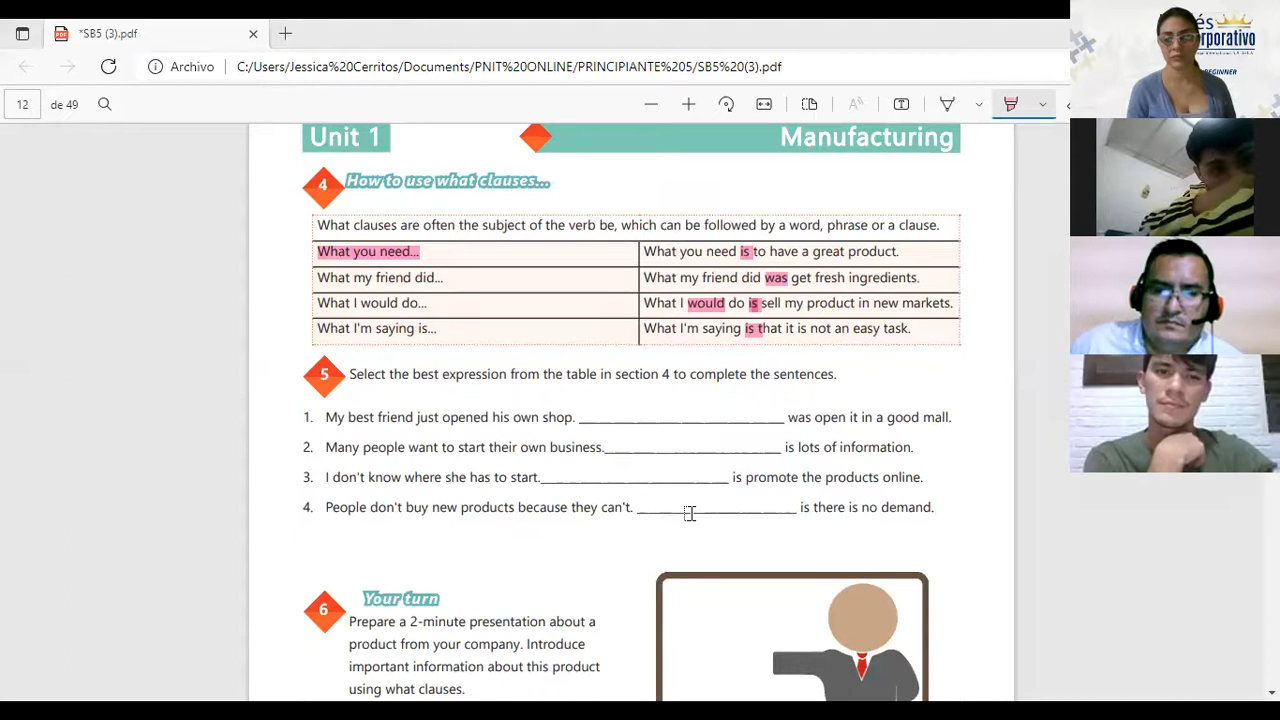 *SB5 (3).pdf
Archivo
C:/Users/Jessica%20Cerritos/Documents/PND%20ONLINE/PRINCIPIANTE%205/SB5%20(3).pdf
12 de 49
Unit 1 Manufacturing
4 How to use what clauses...
What clauses are often the subject of the verb be, which can be followed by a word, phrase or a clause.
What you need... What you need is to have a great product.
What my friend did... What my friend did was get fresh ingredients.
What I would do... What I would do is sell my product in new markets.
What I'm saying is... What I'm saying is that it is not an easy task.
5 Select the best expression from the table in section 4 to complete the sentences.
1. My best friend just opened his own shop. ____________________ was open it in a good mall.
2. Many people want to start their own business.____________________ is lots of information.
3. I don't know where she has to start.____________________ is promote the products online.
4. People don't buy new products because they can't. ____________________ is there is no demand.
6 Your turn
Prepare a 2-minute presentation about a
product from your company. Introduce
important information about this product
using what clauses.
és
orporativo
BEGINNER